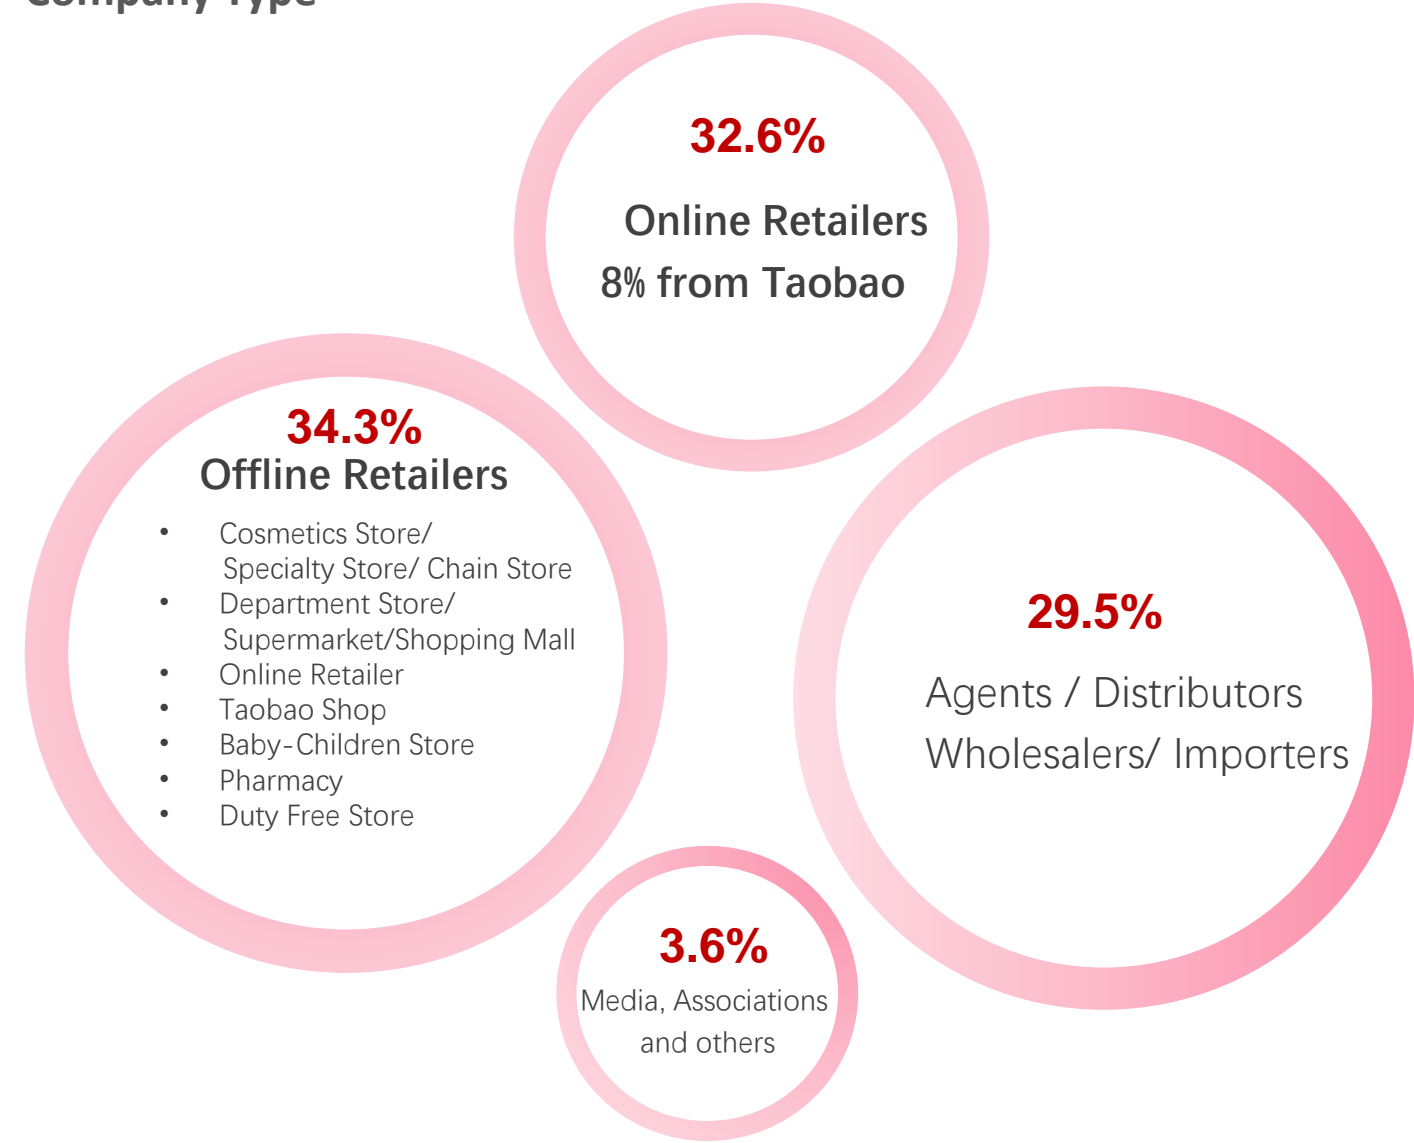 Company Type
32.6%
Online Retailers
8% from Taobao
34.3%
Offline Retailers
• Cosmetics Store/
Specialty Store/ Chain Store
• Department Store/
Supermarket/Shopping Mall
• Online Retailer
• Taobao Shop
• Baby-Children Store
• Pharmacy
• Duty Free Store
29.5%
Agents / Distributors
Wholesalers/ Importers
3.6%
Media, Associations
and others